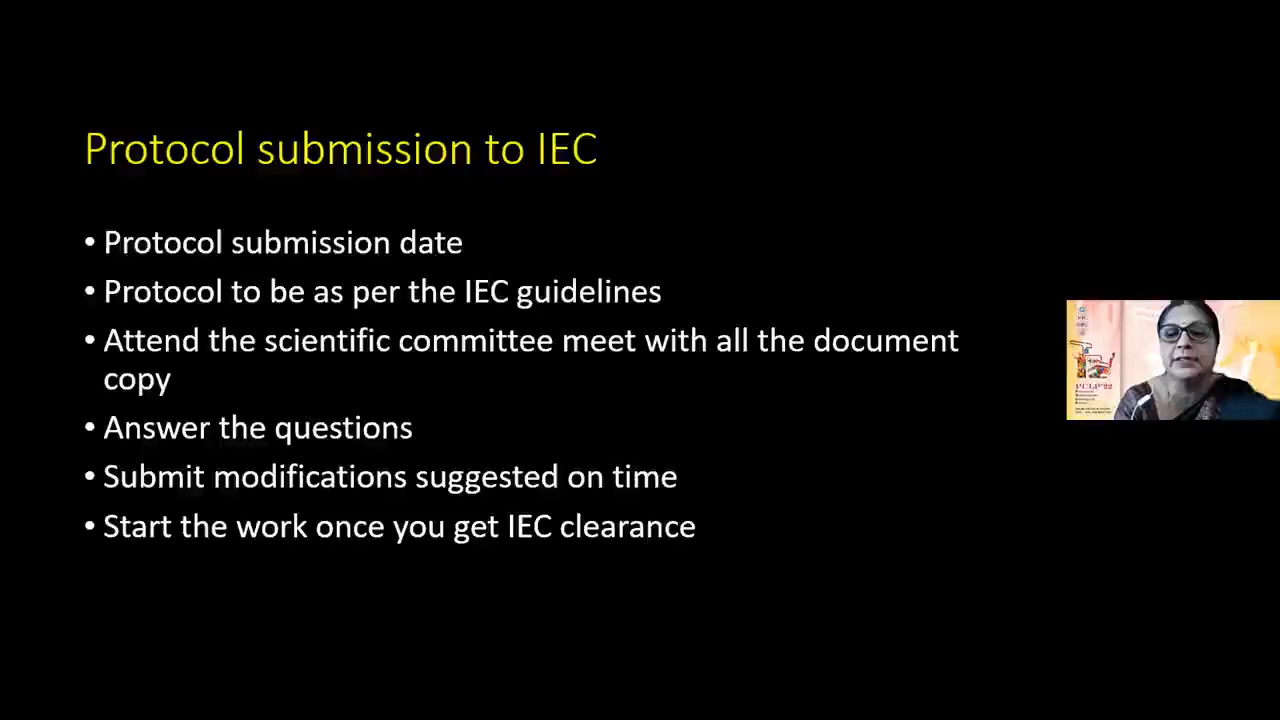 Protocol submission to IEC
• Protocol submission date
• Protocol to be as per the IEC guidelines
• Attend the scientific committee meet with all the document
copy
• Answer the questions
• Submit modifications suggested on time
• Start the work once you get IEC clearance
PULP'22